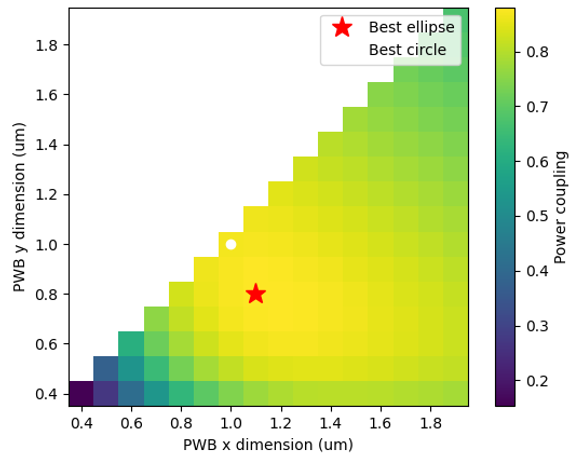 Best ellipse
Best circle
1.8
1.6
1.4
1.2
1.0
0.8
0.6
0.4
PWB y dimension (um)
0.4 0.6 0.8 1.0 1.2 1.4 1.6 1.8
PWB x dimension (um)
0.8
0.7
0.6
0.5
0.4
0.3
0.2
Power coupling